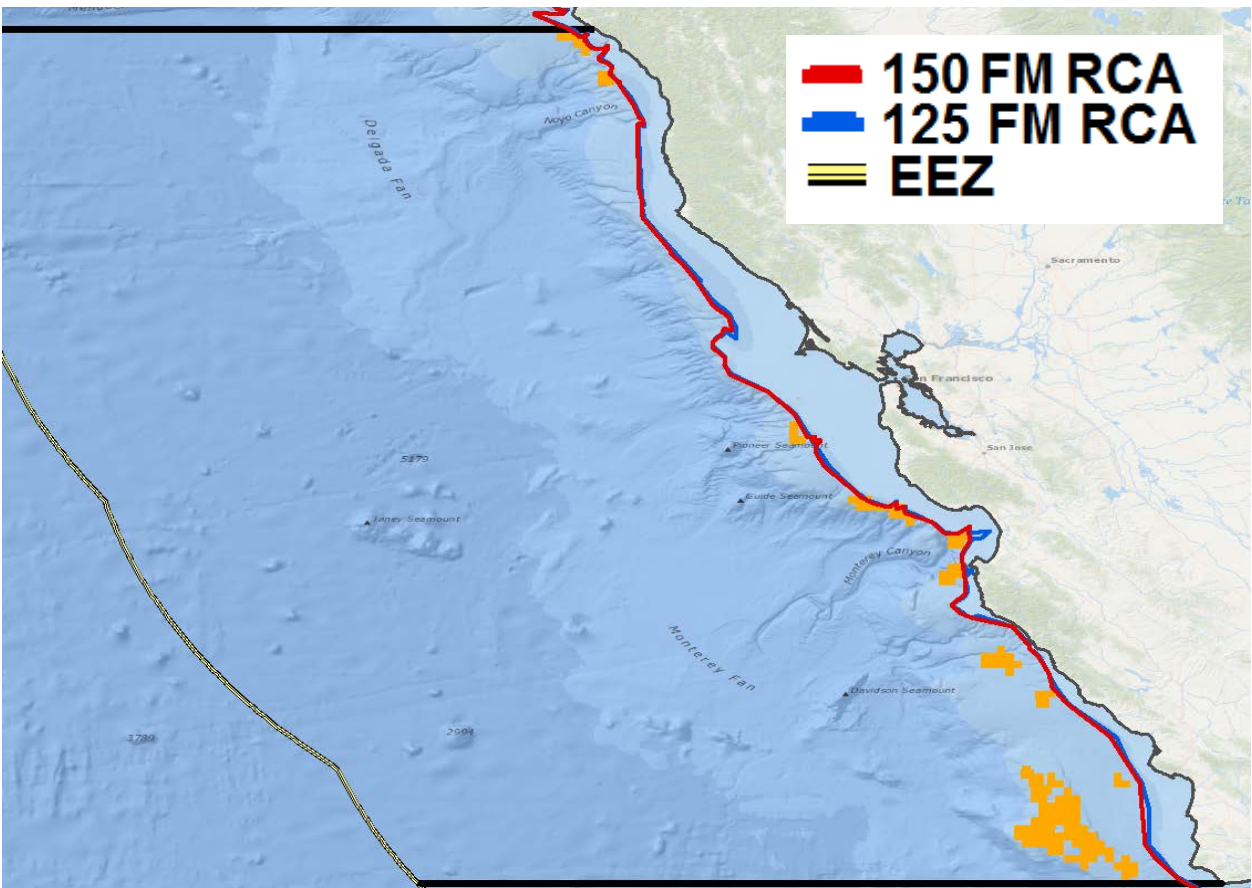 Mendo
150 FM RCA
125 FM RCA
EEZ
Noyo Canyon
Delgada Fan
Sacramento
San Francisco
San Jose
Pioneer Seamount
5179
Guide Seamount
Taney Seamount
Monterey Canyon
Monterey Fan
Davidson Seamount
2994
3789